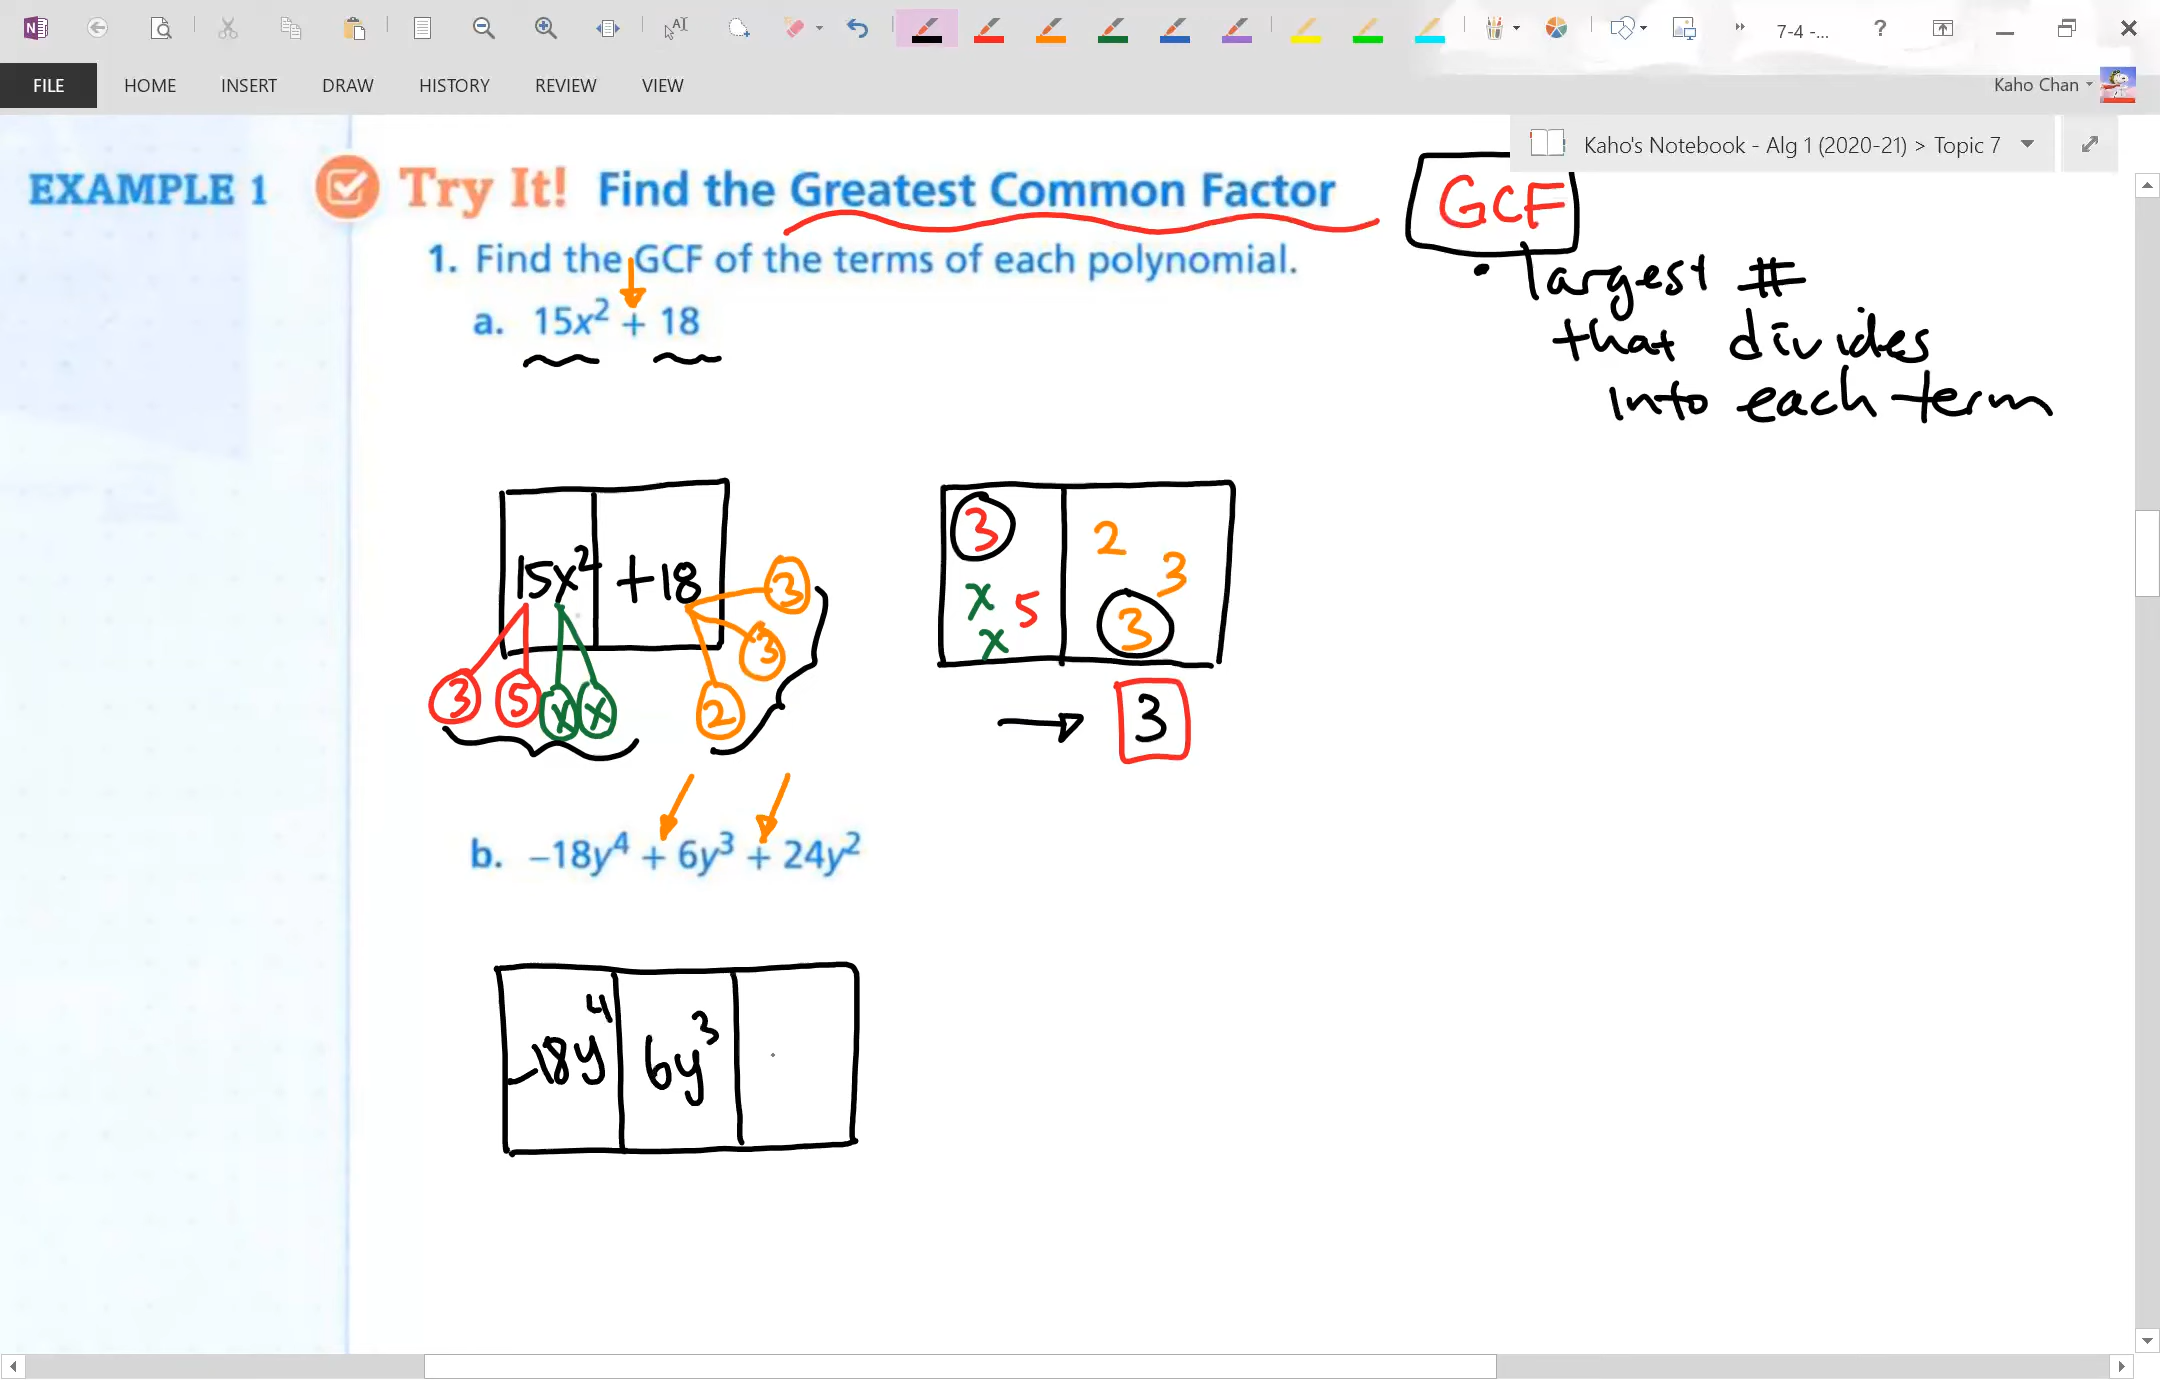 7-4 -...
FILE HOME INSERT DRAW HISTORY REVIEW VIEW
Kaho Chan
Kaho's Notebook - Alg 1 (2020-21) > Topic 7
EXAMPLE 1 Try It! Find the Greatest Common Factor
GCF
1. Find the GCF of the terms of each polynomial.
• largest #
that divides
into each term
a. 15x² + 18
15x² +18
3 5 x x
3
3
2
3 2
x 5 3
x 3
→ 3
b. –18y⁴ + 6y³ + 24y²
-18y⁴ 6y³